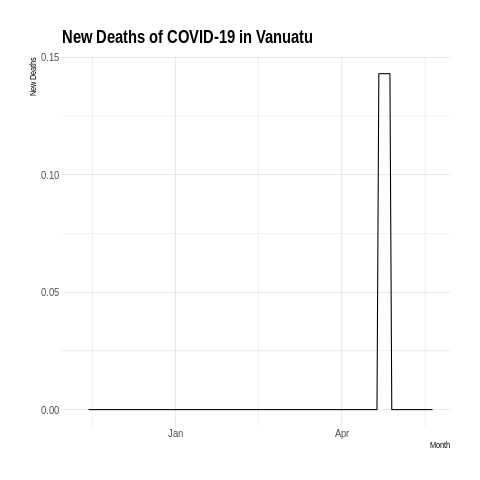 New Deaths of COVID-19 in Vanuatu
New Deaths
0.15
0.10
0.05
0.00
Jan
Apr
Month